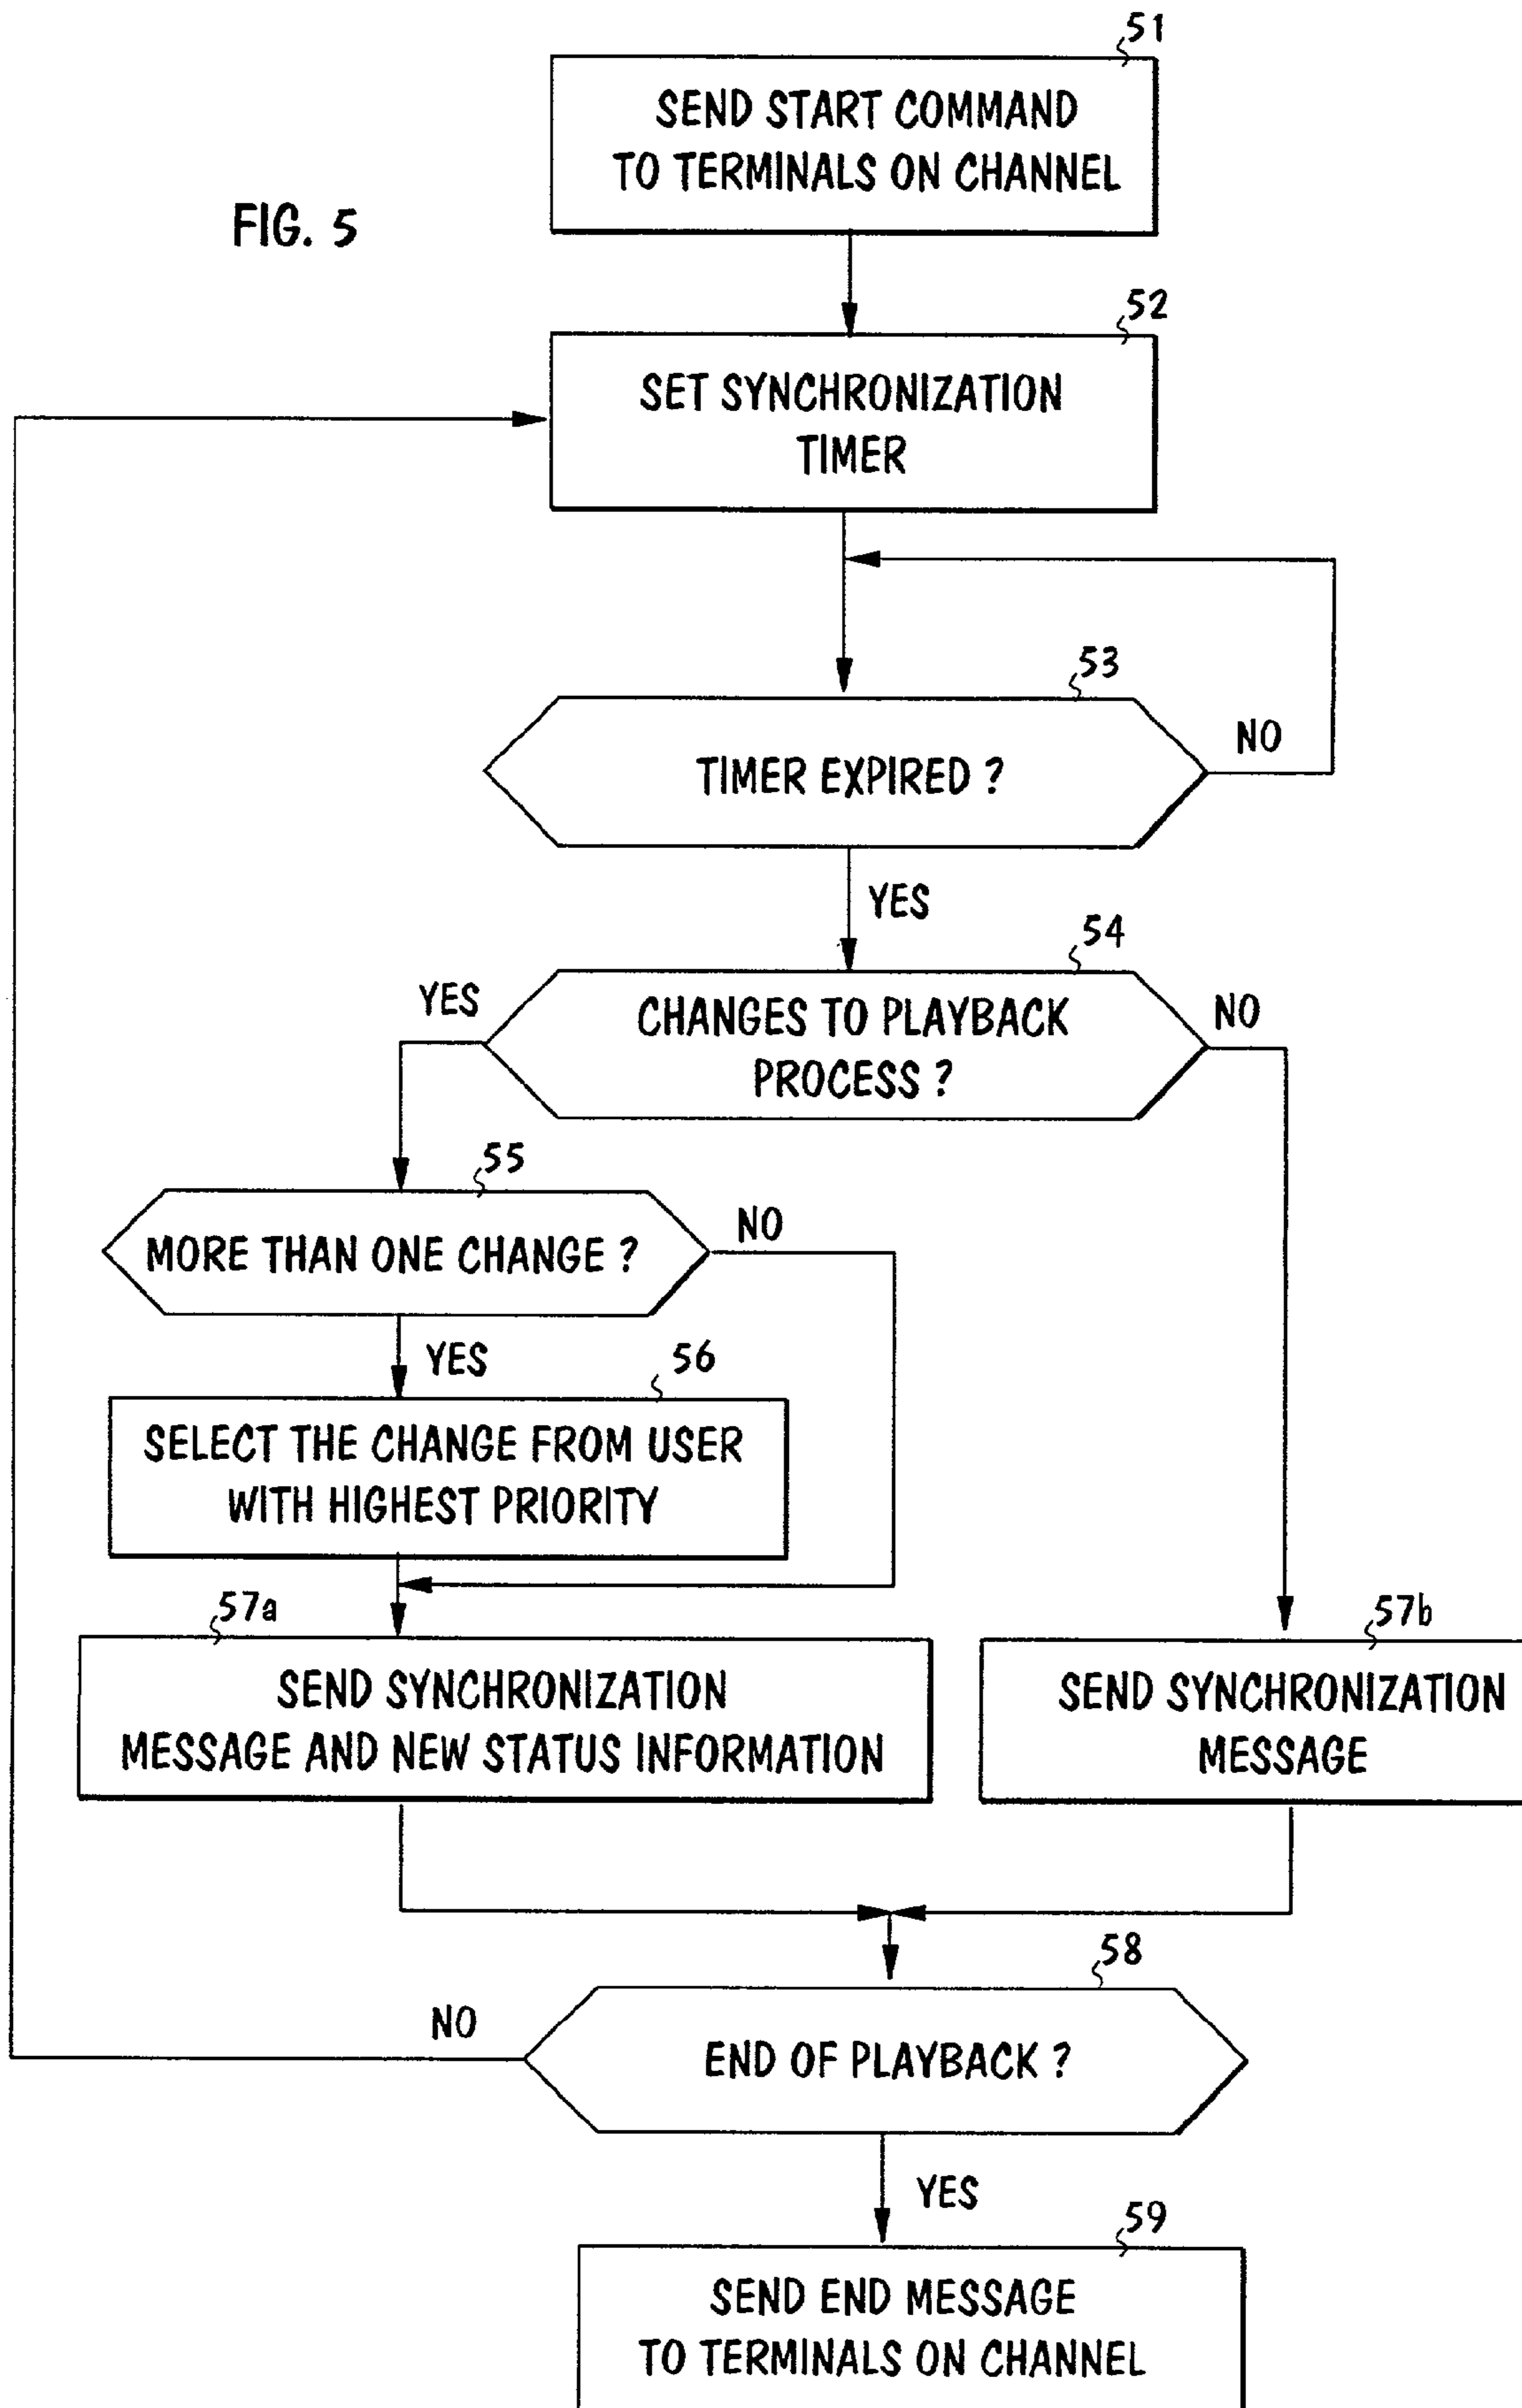 51
SEND START COMMAND
TO TERMINALS ON CHANNEL
FIG. 5
52
SET SYNCHRONIZATION
TIMER
53
TIMER EXPIRED ?
NO
YES
54
YES
CHANGES TO PLAYBACK
PROCESS ?
NO
55
MORE THAN ONE CHANGE ?
NO
YES
56
SELECT THE CHANGE FROM USER
WITH HIGHEST PRIORITY
57a
SEND SYNCHRONIZATION
MESSAGE AND NEW STATUS INFORMATION
57b
SEND SYNCHRONIZATION
MESSAGE
58
NO
END OF PLAYBACK ?
YES
59
SEND END MESSAGE
TO TERMINALS ON CHANNEL